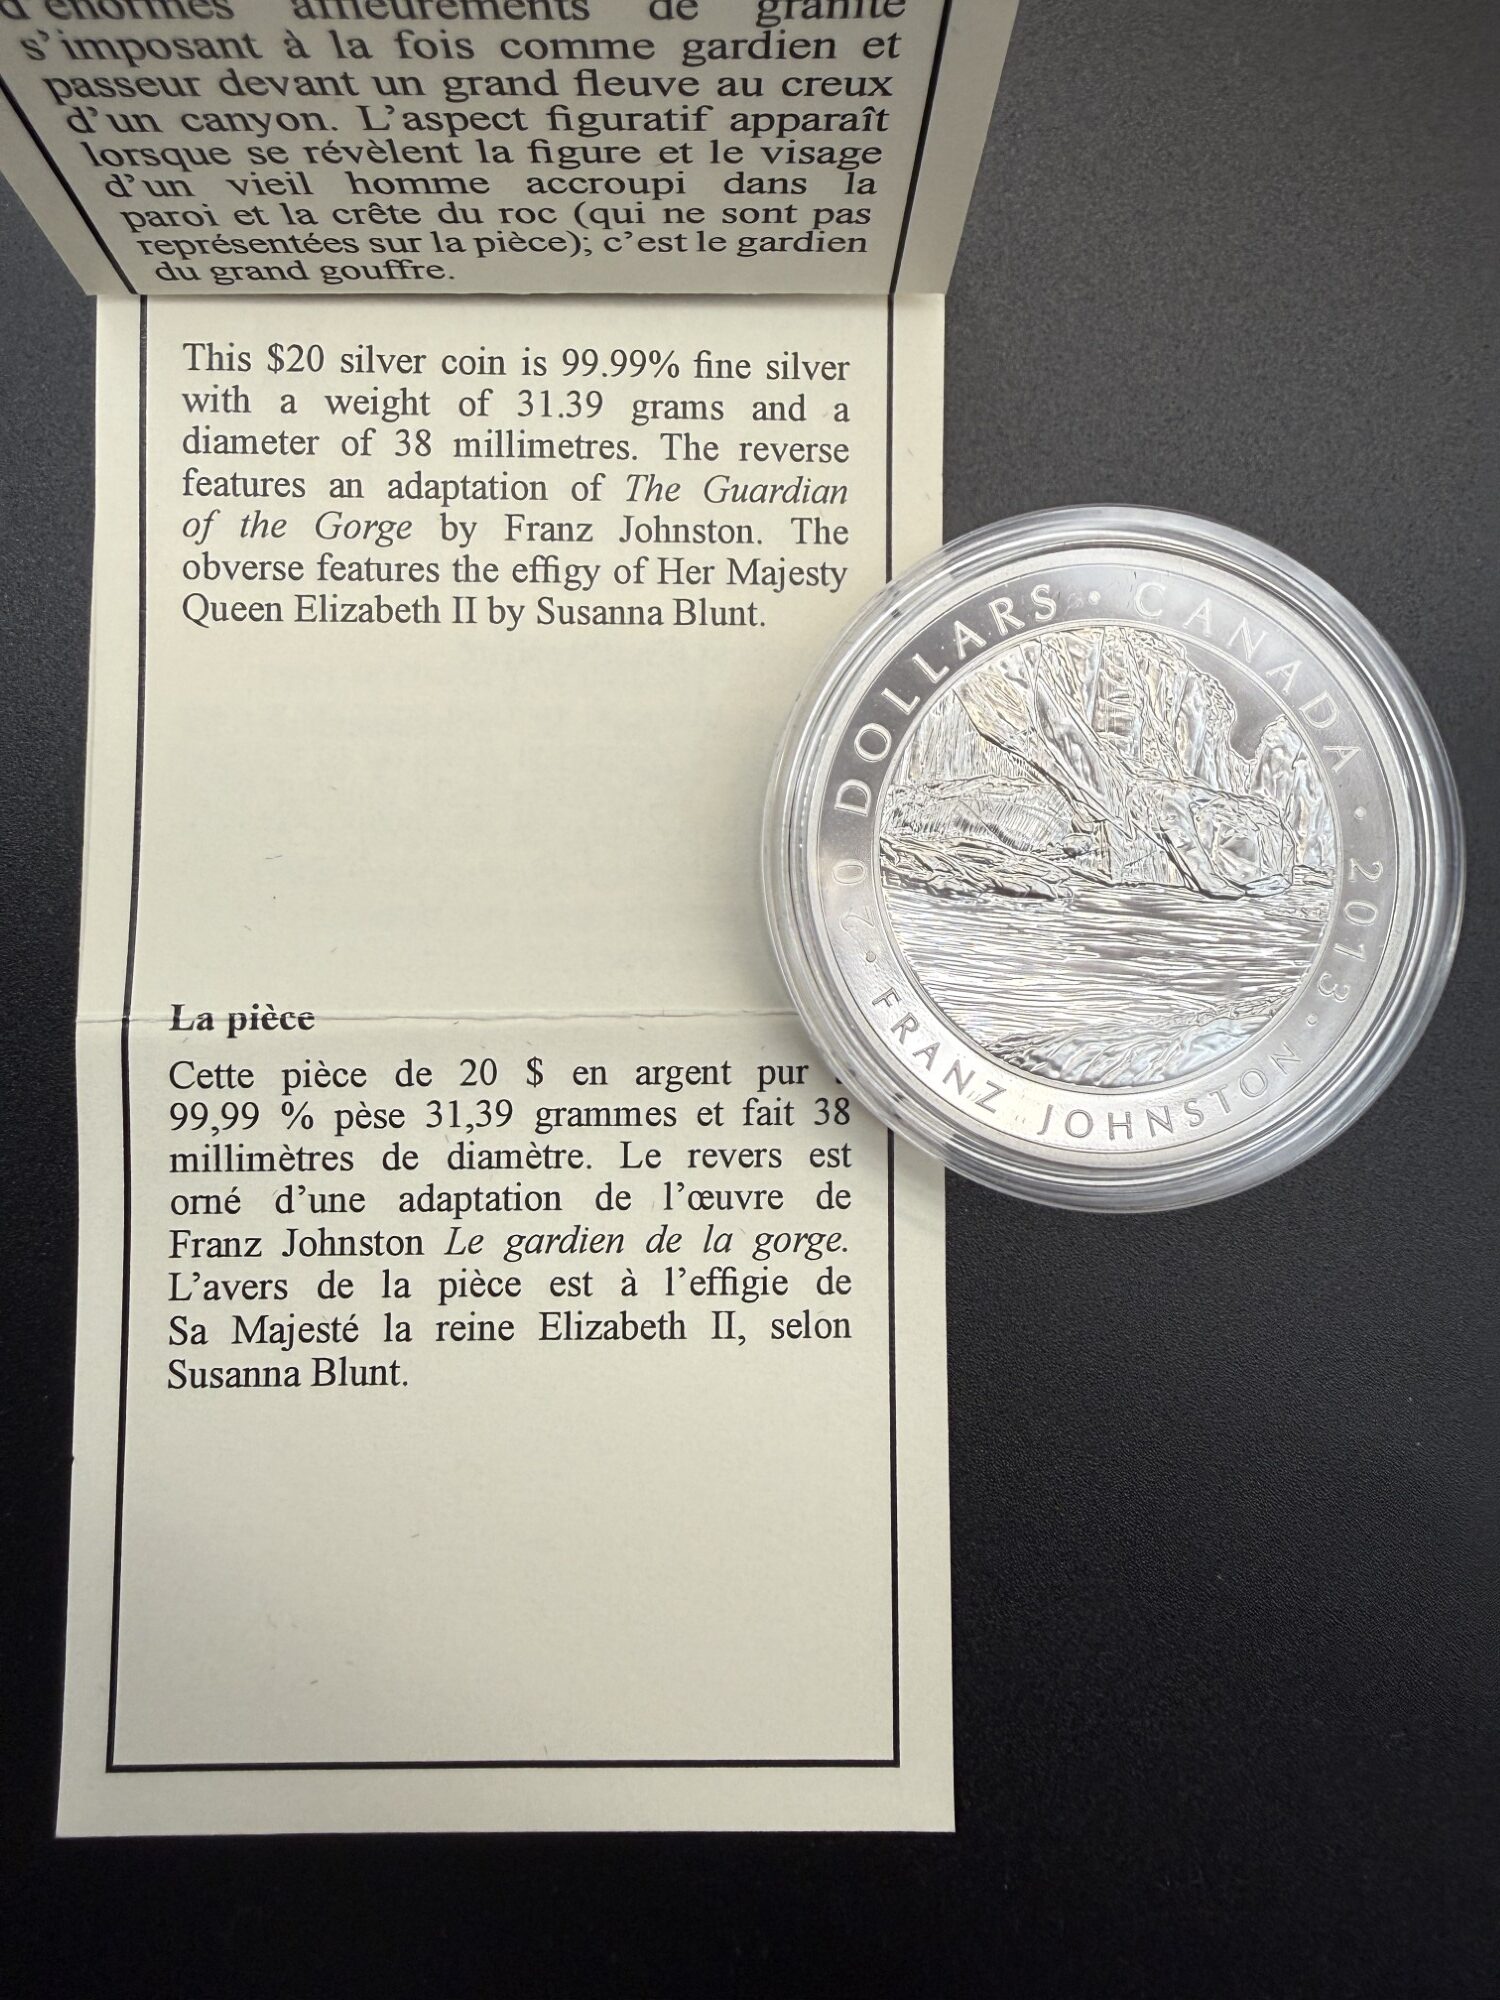 d'énormes affleurements de granite
s'imposant à la fois comme gardien et
passeur devant un grand fleuve au creux
d'un canyon. L'aspect figuratif apparaît
lorsque se révèlent la figure et le visage
d'un vieil homme accroupi dans la
paroi et la crête du roc (qui ne sont pas
représentées sur la pièce); c'est le gardien
du grand gouffre.
This $20 silver coin is 99.99% fine silver
with a weight of 31.39 grams and a
diameter of 38 millimetres. The reverse
features an adaptation of The Guardian
of the Gorge by Franz Johnston. The
obverse features the effigy of Her Majesty
Queen Elizabeth II by Susanna Blunt.
La pièce
Cette pièce de 20 $ en argent pur
99,99 % pèse 31,39 grammes et fait 38
millimètres de diamètre. Le revers est
orné d'une adaptation de l'œuvre de
Franz Johnston Le gardien de la gorge.
L'avers de la pièce est à l'effigie de
Sa Majesté la reine Elizabeth II, selon
Susanna Blunt.
20 DOLLARS • CANADA • 2013 •
FRANZ JOHNSTON